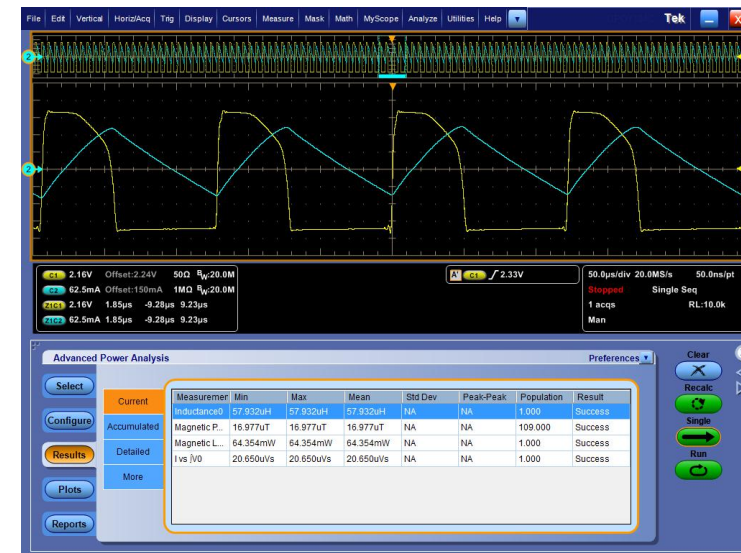 File Edit Vertical Horiz/Acq Trig Display Cursors Measure Mask Math MyScope Analyze Utilities Help Tek X
2
2
C1 2.16V Offset:2.24V 50Ω BW:20.0M
C2 62.5mA Offset:150mA 1MΩ BW:20.0M
Z1C1 2.16V 1.85µs -9.28µs 9.23µs
Z1C2 62.5mA 1.85µs -9.28µs 9.23µs
A' C1 2.33V
50.0µs/div 20.0MS/s 50.0ns/pt
Stopped Single Seq
1 acqs RL:10.0k
Man
Advanced Power Analysis Preferences
Select
Configure
Results
Plots
Reports
Current
Accumulated
Detailed
More
Measuremen Min Max Mean Std Dev Peak-Peak Population Result
Inductance0 57.932uH 57.932uH 57.932uH NA NA 1.000 Success
Magnetic P... 16.977uT 16.977uT 16.977uT NA NA 109.000 Success
Magnetic L... 64.354mW 64.354mW 64.354mW NA NA 1.000 Success
I vs ∫V0 20.650uVs 20.650uVs 20.650uVs NA NA 1.000 Success
Clear
Recalc
Single
Run